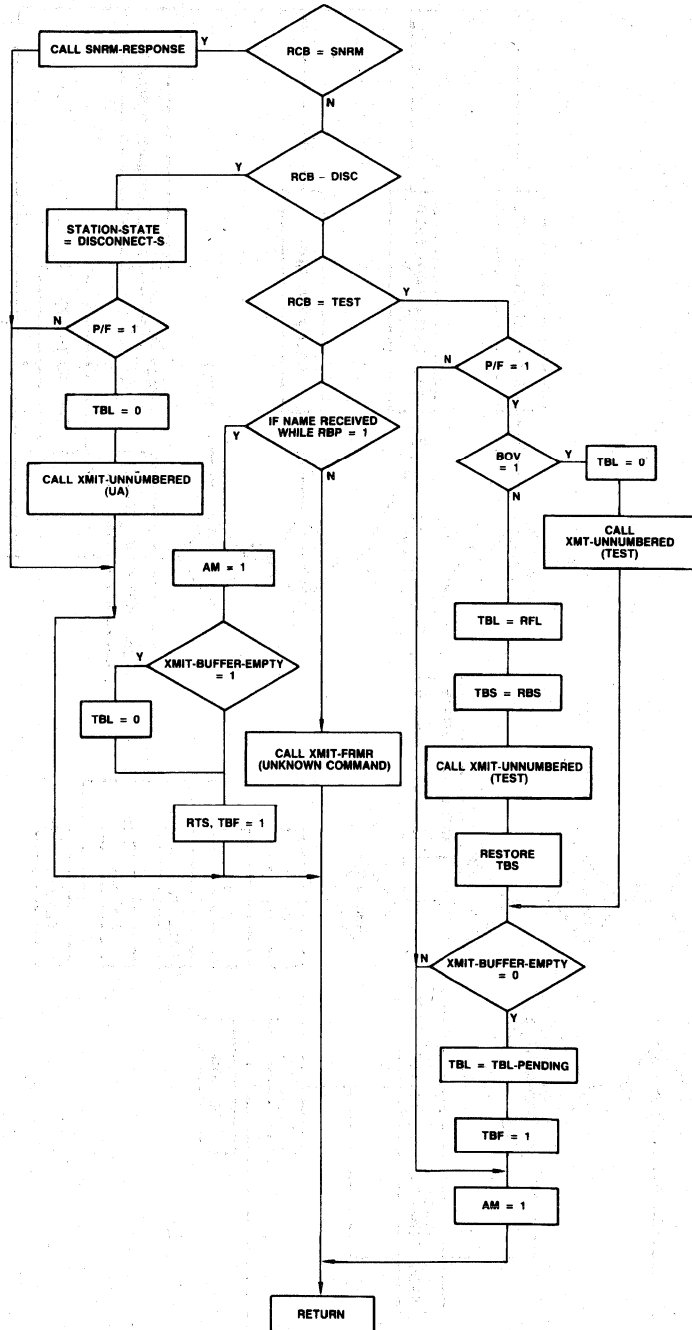 CALL SNRM-RESPONSE
Y
RCB = SNRM
N
Y
RCB - DISC
STATION-STATE
= DISCONNECT-S
RCB = TEST
Y
N
P/F = 1
N
P/F = 1
Y
TBL = 0
IF NAME RECEIVED
WHILE RBP = 1
Y
N
BOV
= 1
Y
TBL = 0
N
CALL XMIT-UNNUMBERED
(UA)
CALL
XMT-UNNUMBERED
(TEST)
AM = 1
TBL = RFL
Y
XMIT-BUFFER-EMPTY
= 1
TBS = RBS
TBL = 0
CALL XMIT-FRMR
(UNKNOWN COMMAND)
CALL XMIT-UNNUMBERED
(TEST)
RTS, TBF = 1
RESTORE
TBS
N
XMIT-BUFFER-EMPTY
= 0
Y
TBL = TBL-PENDING
TBF = 1
AM = 1
RETURN